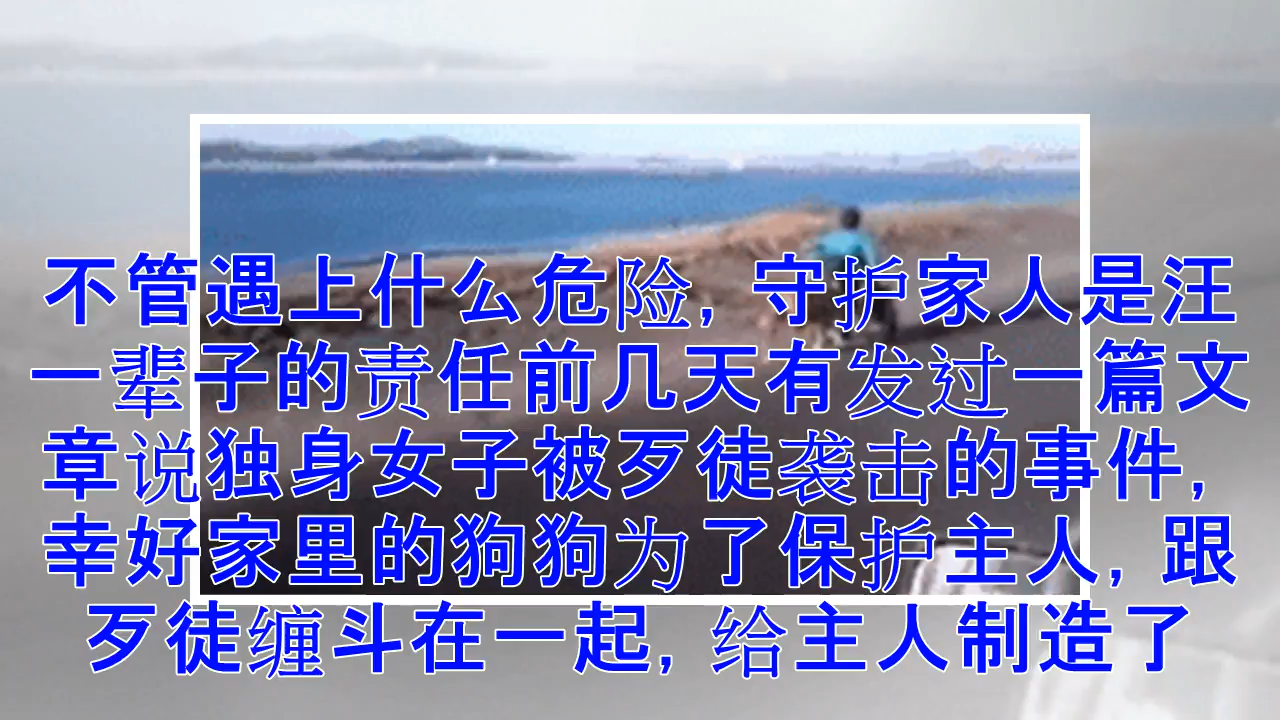 不管遇上什么危险，守护家人是汪
一辈子的责任前几天有发过一篇文
章说独身女子被歹徒袭击的事件，
幸好家里的狗狗为了保护主人，跟
歹徒缠斗在一起，给主人制造了